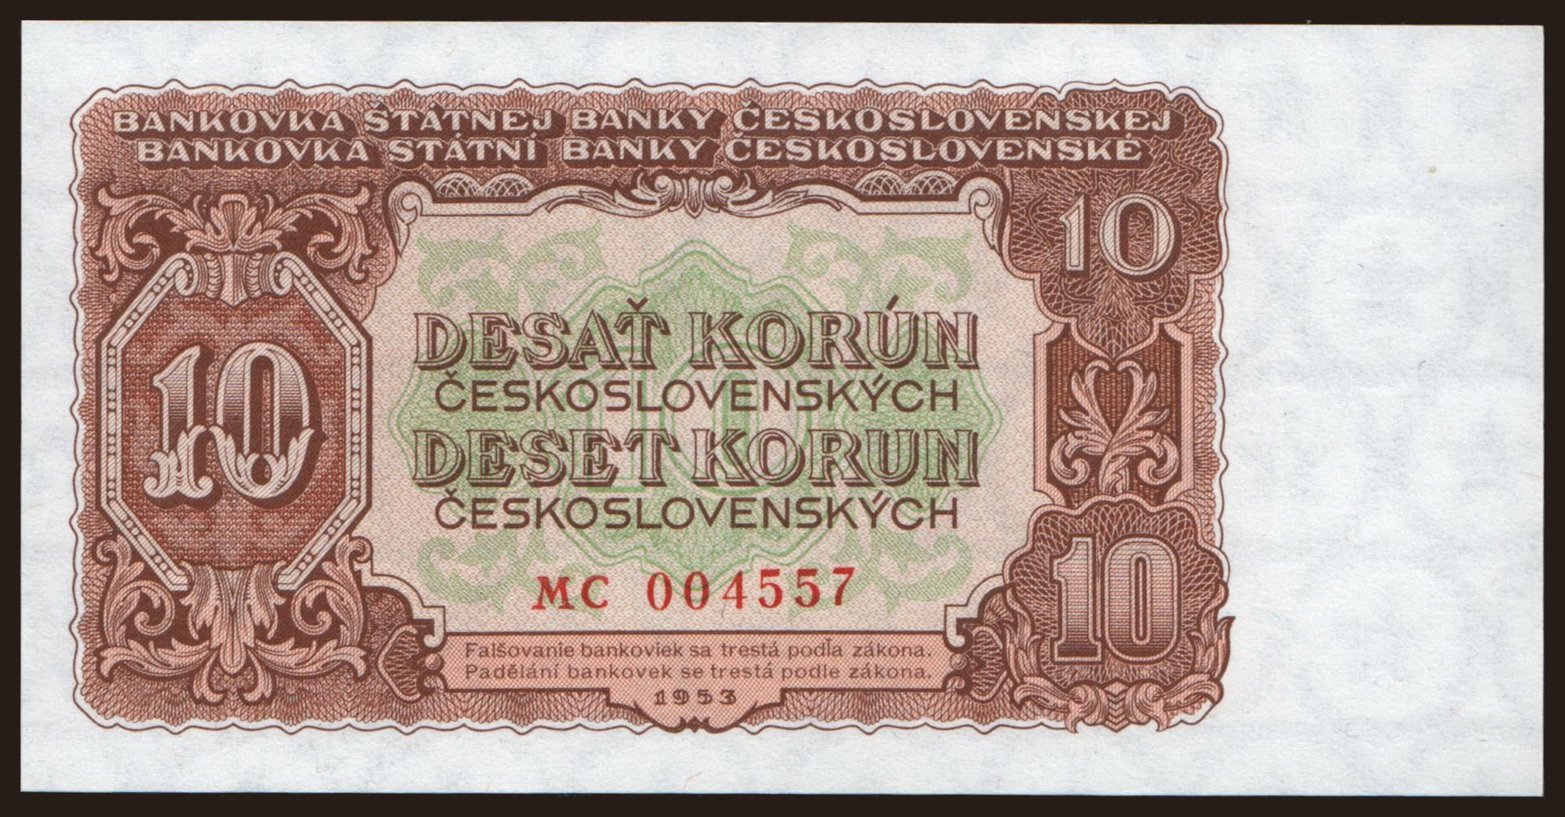 BANKOVKA ŠTÁTNEJ BANKY ČESKOSLOVENSKEJ
BANKOVKA STÁTNÍ BANKY ČESKOSLOVENSKÉ
10
10
DESAŤ KORÚN
ČESKOSLOVENSKÝCH
DESET KORUN
ČESKOSLOVENSKÝCH
10
MC 004557
10
Falšovanie bankoviek sa trestá podľa zákona.
Padělání bankovek se trestá podle zákona.
1953